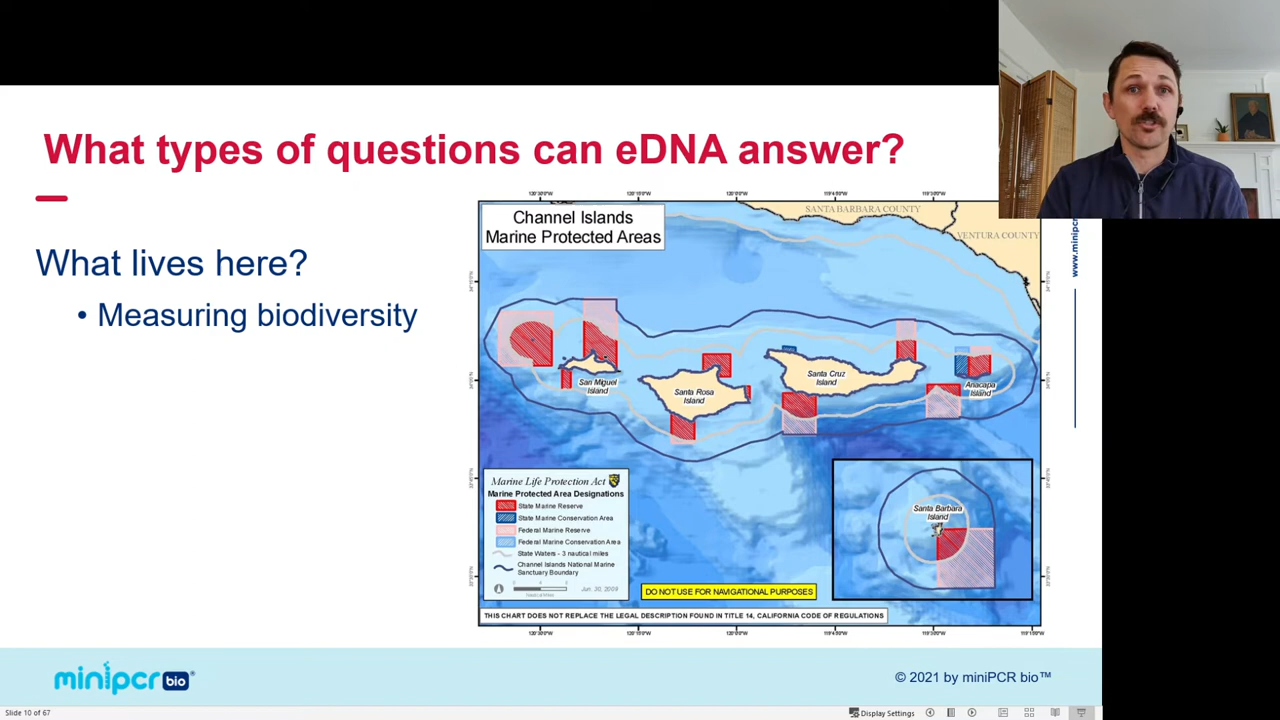 What types of questions can eDNA answer?
What lives here?
• Measuring biodiversity
Channel Islands
Marine Protected Areas
SANTA BARBARA COUNTY
VENTURA COUNTY
San Miguel
Island
Santa Rosa
Island
Santa Cruz
Island
Anacapa
Island
Santa Barbara
Island
Marine Life Protection Act
Marine Protected Area Designations
State Marine Reserve
State Marine Conservation Area
Federal Marine Reserve
Federal Marine Conservation Area
State Waters - 3 nautical miles
Channel Islands National Marine
Sanctuary Boundary
Jun. 30, 2009
DO NOT USE FOR NAVIGATIONAL PURPOSES
THIS CHART DOES NOT REPLACE THE LEGAL DESCRIPTION FOUND IN TITLE 14, CALIFORNIA CODE OF REGULATIONS
www.minipcr
minipcr bio®
© 2021 by miniPCR bio™
Slide 10 of 67
Display Settings